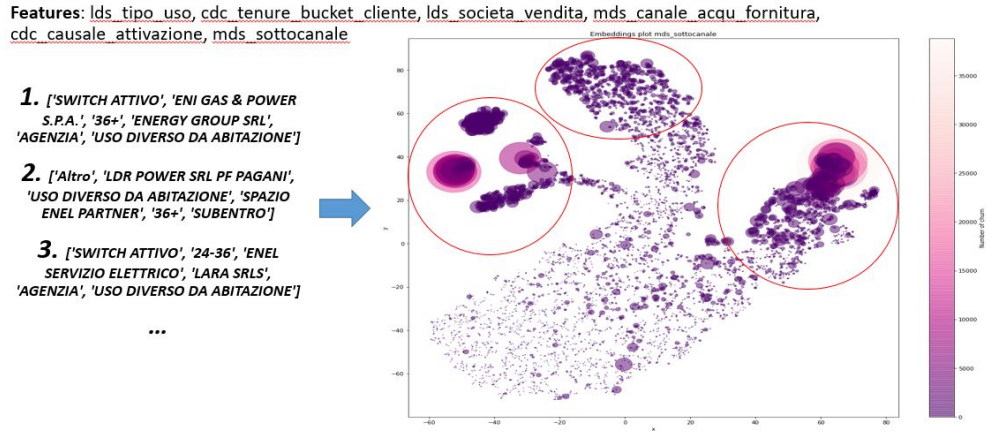 Features: lds_tipo_uso, cdc_tenure_bucket_cliente, lds_societa_vendita, mds_canale_acqu_fornitura,
cdc_causale_attivazione, mds_sottocanale
1. ['SWITCH ATTIVO', 'ENI GAS & POWER
S.P.A.', '36+', 'ENERGY GROUP SRL',
'AGENZIA', 'USO DIVERSO DA ABITAZIONE']
2. ['Altro', 'LDR POWER SRL PF PAGANI',
'USO DIVERSO DA ABITAZIONE', 'SPAZIO
ENEL PARTNER', '36+', 'SUBENTRO']
3. ['SWITCH ATTIVO', '24-36', 'ENEL
SERVIZIO ELETTRICO', 'LARA SRLS',
'AGENZIA', 'USO DIVERSO DA ABITAZIONE']
...
Embeddings plot mds_sottocanale
80
60
40
20
0
−20
−40
−60
y
−60 −40 −20 0 20 40 60 80
x
35000
30000
25000
20000
15000
10000
5000
0
Number of churn